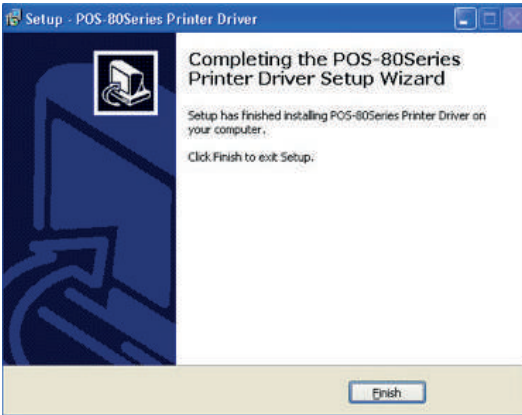 Setup - POS-80Series Printer Driver
Completing the POS-80Series
Printer Driver Setup Wizard
Setup has finished installing POS-80Series Printer Driver on
your computer.
Click Finish to exit Setup.
Finish